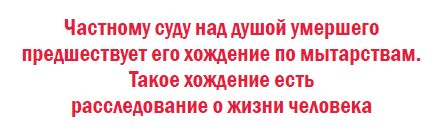 Частному суду над душой умершего
предшествует его хождение по мытарствам.
Такое хождение есть
расследование о жизни человека